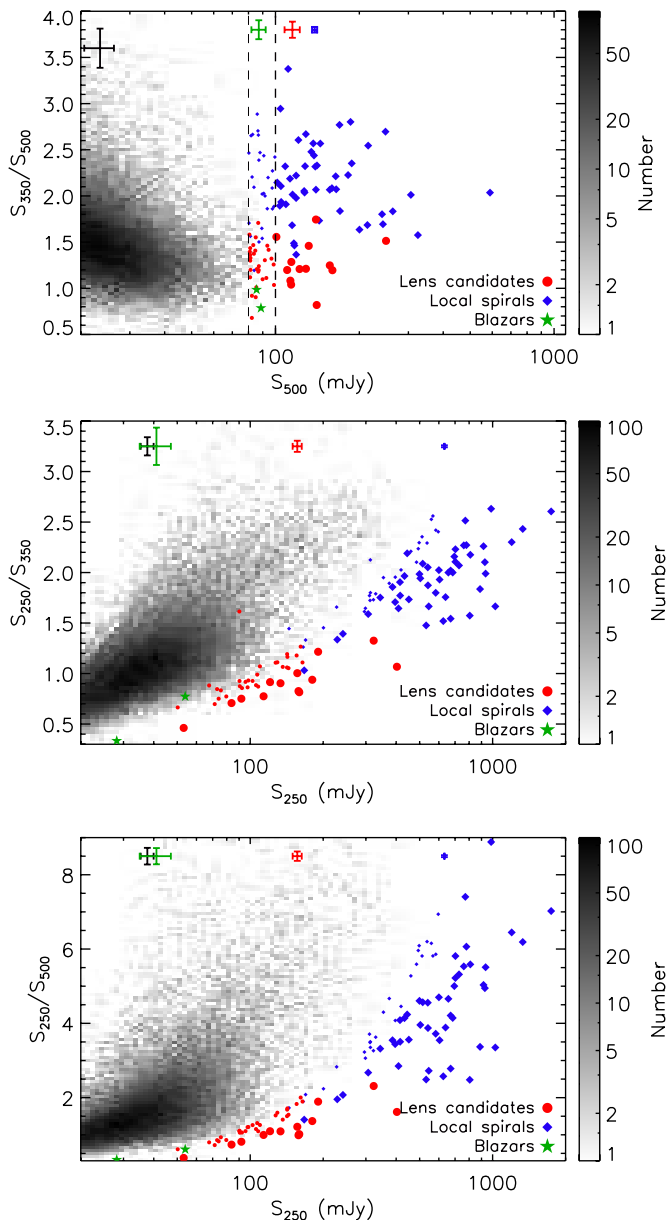 4.0
3.5
3.0
2.5
2.0
1.5
1.0
0.5
S350/S500
100
1000
S500 (mJy)
Lens candidates
Local spirals
Blazars
50
20
10
5
2
1
Number
3.5
3.0
2.5
2.0
1.5
1.0
0.5
S250/S350
100
1000
S250 (mJy)
Lens candidates
Local spirals
Blazars
100
50
20
10
5
2
1
Number
8
6
4
2
S250/S500
100
1000
S250 (mJy)
Lens candidates
Local spirals
Blazars
100
50
20
10
5
2
1
Number